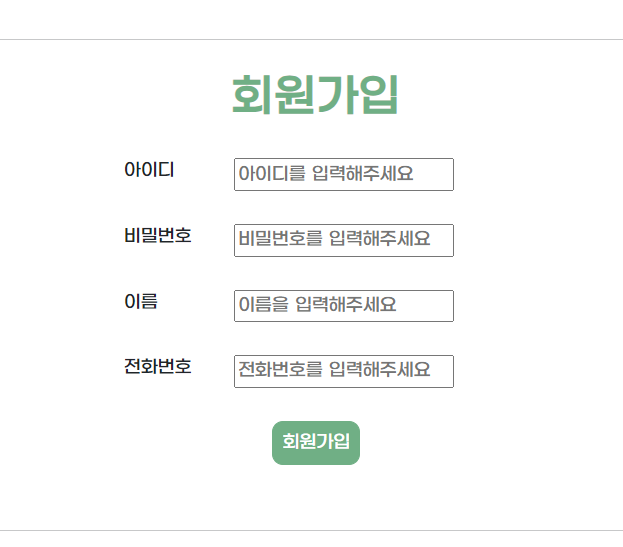 회원가입
아이디 아이디를 입력해주세요
비밀번호 비밀번호를 입력해주세요
이름 이름을 입력해주세요
전화번호 전화번호를 입력해주세요
회원가입